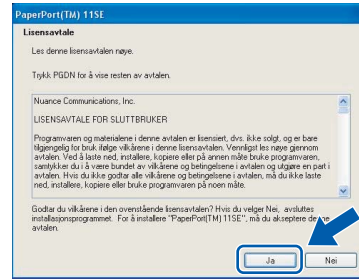 PaperPort(TM) 11SE
Lisensavtale
Les denne lisensavtalen nøye.
Trykk PGDN for å vise resten av avtalen.
Nuance Communications, Inc.
LISENSAVTALE FOR SLUTTBRUKER
Programvaren og materialene i denne avtalen er lisensiert, dvs. ikke solgt, og er bare
tilgjengelig for bruk ifølge vilkårene i denne lisensavtalen. Vennligst les nøye gjennom
avtalen. Ved å laste ned, installere, kopiere eller på annen måte bruke programvaren,
samtykker du i å være bundet av vilkårene og betingelsene i avtalen og utgjøre en part i
avtalen. Hvis du ikke godtar alle vilkårene og betingelsene i avtalen, må du ikke laste
ned, installere, kopiere eller bruke programvaren på noen måte.
Godtar du vilkårene i den ovenstående lisensavtalen? Hvis du velger Nei, avsluttes
installasjonsprogrammet. For å installere "PaperPort(TM) 11SE", må du akseptere denne
avtalen.
Ja
Nei